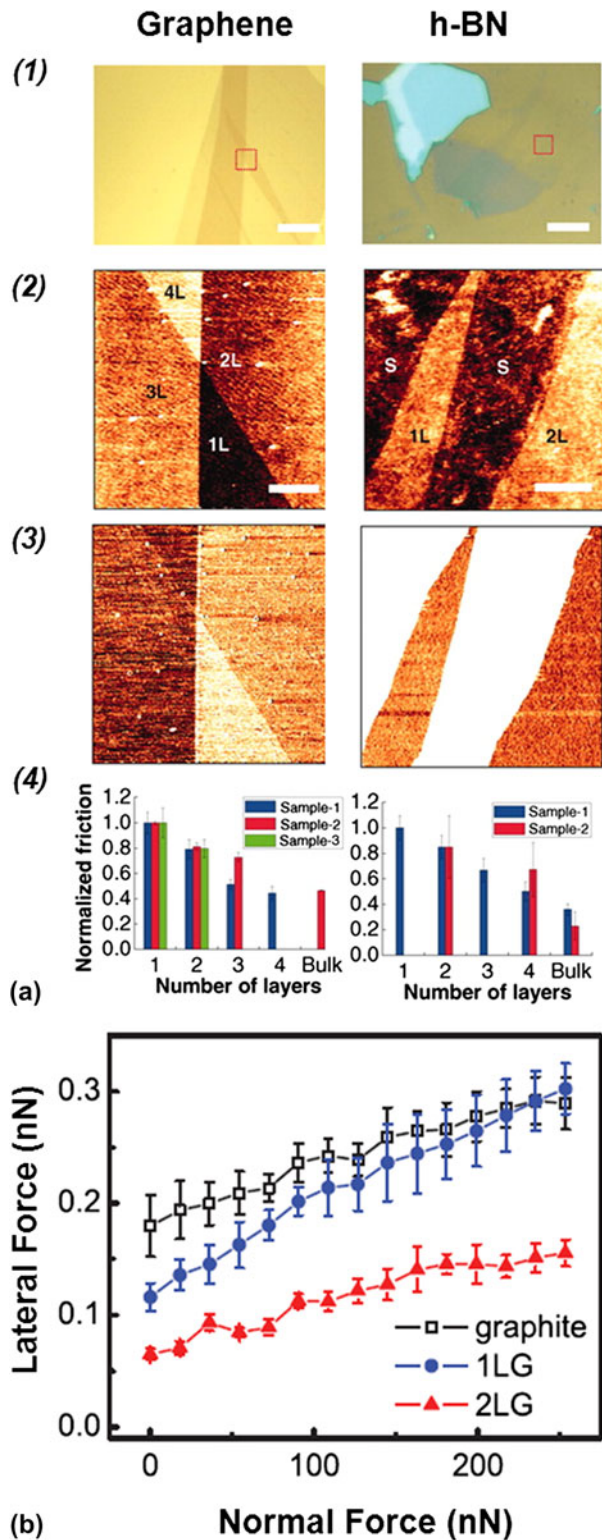 Graphene h-BN
(1)
(2)
4L
2L
3L
1L
S
S
1L
2L
(3)
(4)
Normalized friction
1.2
1.0
0.8
0.6
0.4
0.2
0.0
Sample-1
Sample-2
Sample-3
1 2 3 4 Bulk
Number of layers
1.2
1.0
0.8
0.6
0.4
0.2
0.0
Sample-1
Sample-2
1 2 3 4 Bulk
Number of layers
(a)
Lateral Force (nN)
0.3
0.2
0.1
0.0
graphite
1LG
2LG
0 100 200
Normal Force (nN)
(b)